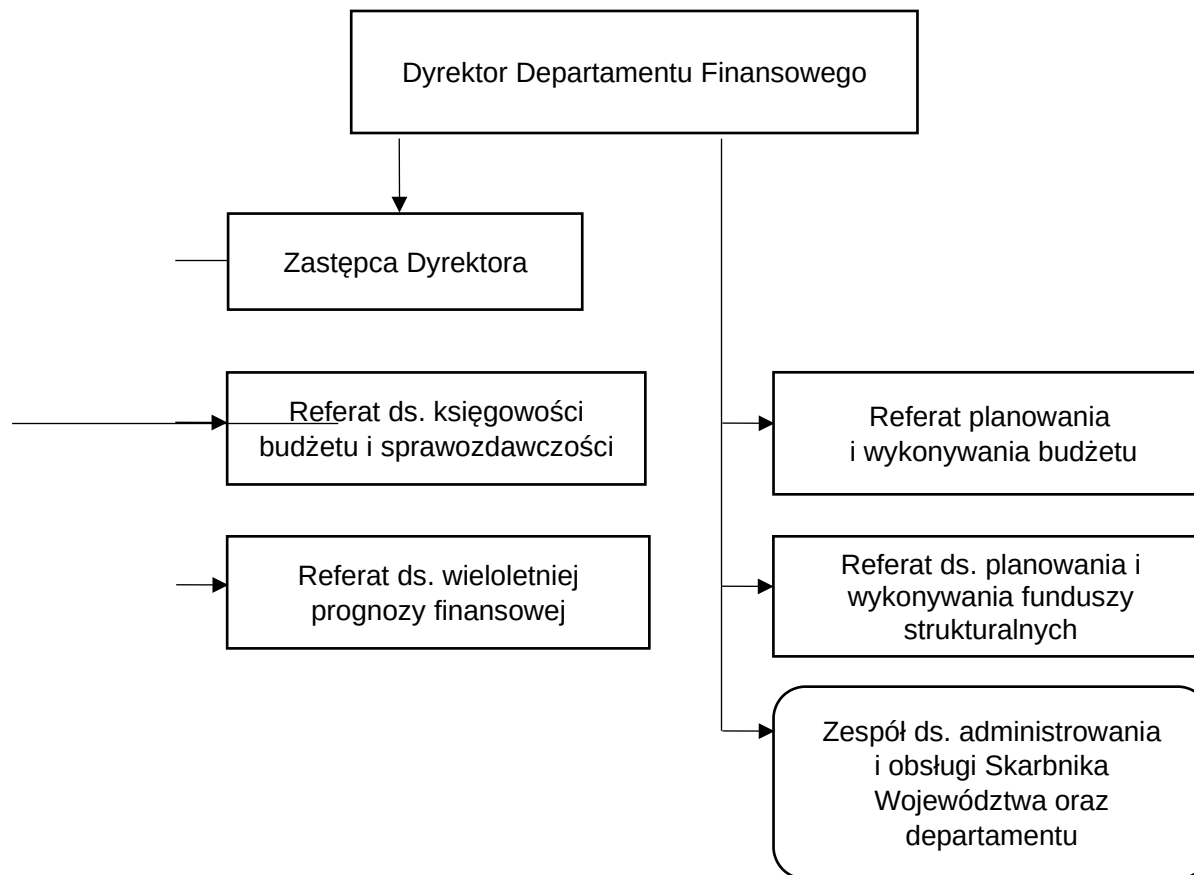 Dyrektor Departamentu Finansowego
Zastępca Dyrektora
Referat ds. księgowości
budżetu i sprawozdawczości
Referat planowania
i wykonywania budżetu
Referat ds. wieloletniej
prognozy finansowej
Referat ds. planowania i
wykonywania funduszy
strukturalnych
Zespół ds. administrowania
i obsługi Skarbnika
Województwa oraz
departamentu